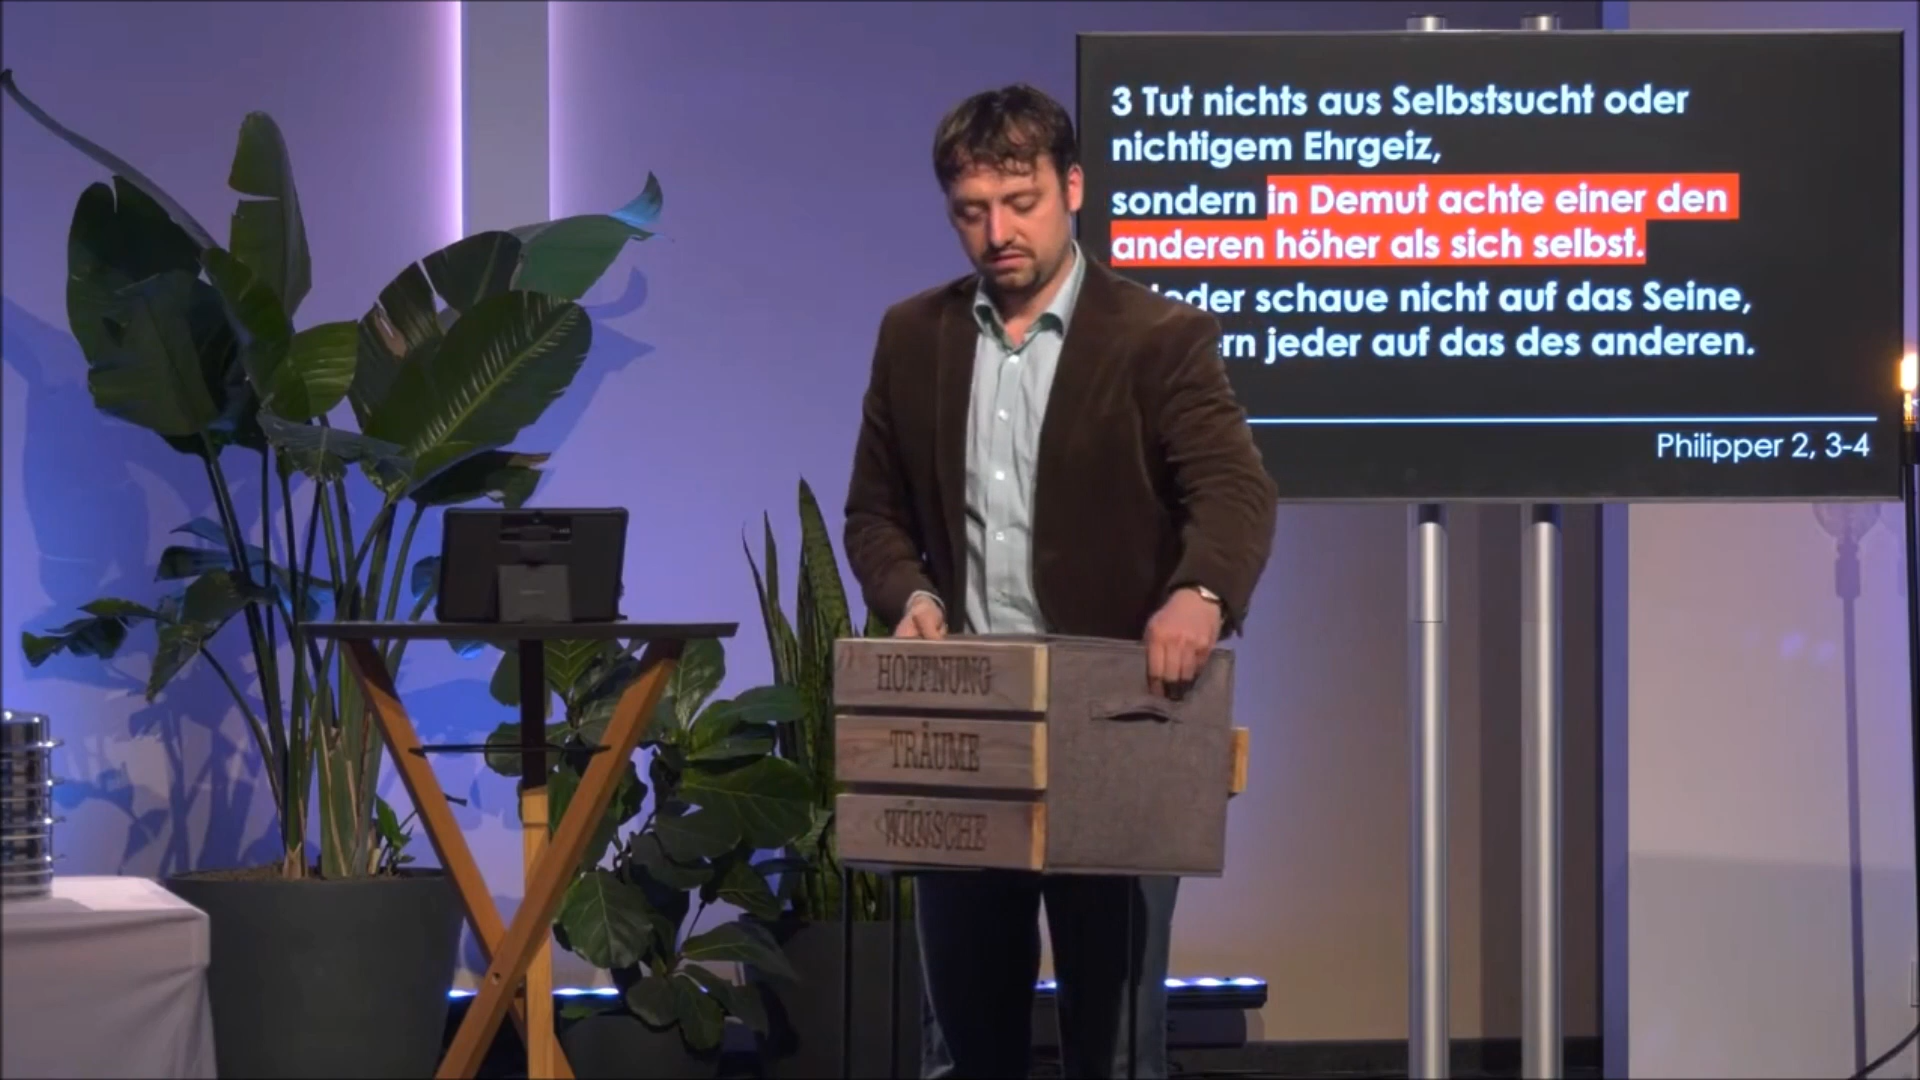 3 Tut nichts aus Selbstsucht oder
nichtigem Ehrgeiz,
sondern in Demut achte einer den
anderen höher als sich selbst.
schaue nicht auf das Seine,
jeder auf das des anderen.
Philipper 2, 3-4
HOFFNUNG
TRÄUME
WÜNSCHE